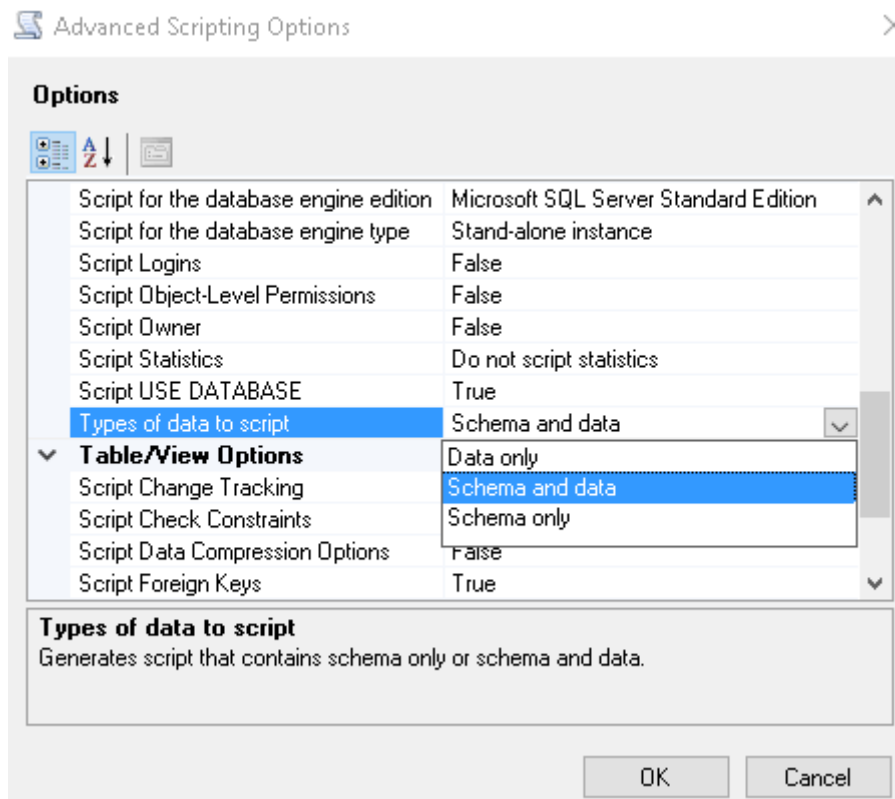 Advanced Scripting Options
Options
Script for the database engine edition Microsoft SQL Server Standard Edition
Script for the database engine type Stand-alone instance
Script Logins False
Script Object-Level Permissions False
Script Owner False
Script Statistics Do not script statistics
Script USE DATABASE True
Types of data to script Schema and data
Table/View Options Data only
Script Change Tracking Schema and data
Script Check Constraints Schema only
Script Data Compression Options False
Script Foreign Keys True
Types of data to script
Generates script that contains schema only or schema and data.
OK Cancel